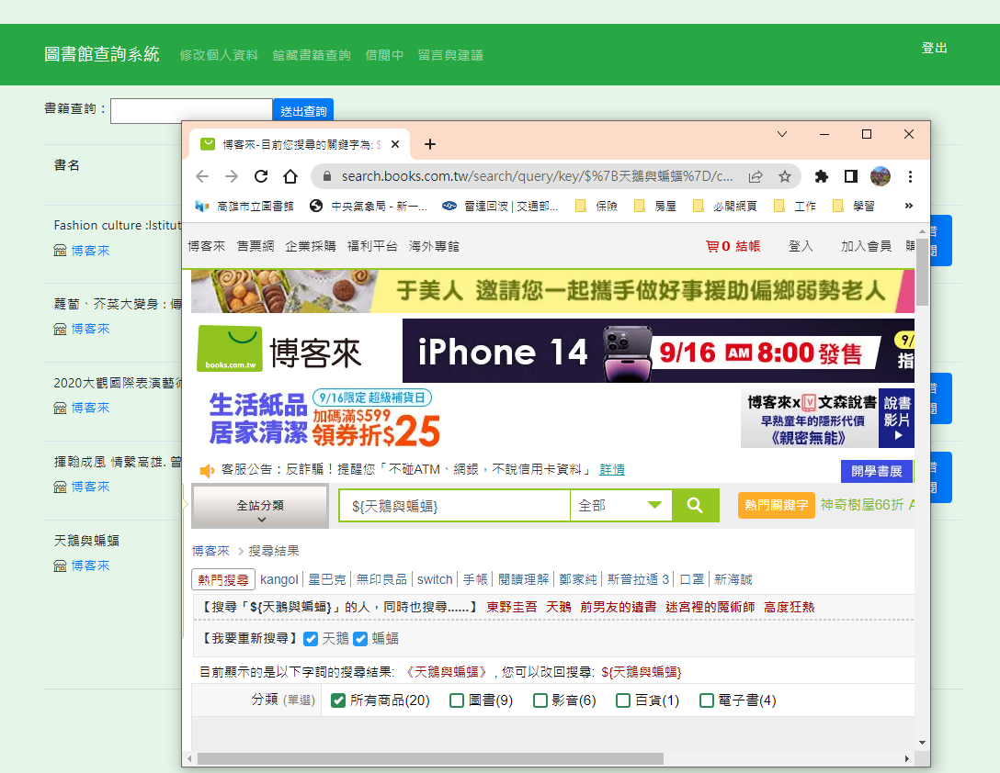 圖書館查詢系統 修改個人資料 館藏書籍查詢 借閱中 留言與建議 登出
書籍查詢： 送出查詢
書名
Fashion culture :Istitut
博客來
蘿蔔、芥菜大變身 : 傳
博客來
2020大觀國際表演藝術
博客來
揮翰成風 情繫高雄. 曾
博客來
天鵝與蝙蝠
博客來
借
閱
借
閱
借
閱
博客來-目前您搜尋的關鍵字為: $
search.books.com.tw/search/query/key/$%7B天鵝與蝙蝠%7D/c...
高雄市立圖書館 中央氣象局 - 新一... 雷達回波 | 交通部... 保險 房屋 必開網頁 工作 學習 »
博客來 售票網 企業採購 福利平台 海外專館 0 結帳 登入 加入會員 購
于美人 邀請您一起攜手做好事援助偏鄉弱勢老人
books.com.tw 博客來
iPhone 14 9/16 AM 8:00 發售 9/
指
生活紙品 9/16限定 超級補貨日
居家清潔 加碼滿$599
領券折$25
博客來x文森說書 說書
早熟童年的隱形代價 影片
《親密無能》
客服公告：反詐騙！提醒您「不碰ATM、網銀，不說信用卡資料」 詳情
開學書展
全站分類 ${天鵝與蝙蝠} 全部 熱門關鍵字 神奇樹屋66折 A
博客來 > 搜尋結果
熱門搜尋 kangol 星巴克 無印良品 switch 手帳 閱讀理解 鄭家純 斯普拉遁 3 口罩 新海誠
【搜尋「${天鵝與蝙蝠}」的人，同時也搜尋......】 東野圭吾 天鵝 前男友的遺書 迷宮裡的魔術師 高度狂熱
【我要重新搜尋】 天鵝 蝙蝠
目前顯示的是以下字詞的搜尋結果: 《天鵝與蝙蝠》, 您可以改回搜尋: ${天鵝與蝙蝠}
分類 (單選) 所有商品(20) 圖書(9) 影音(6) 百貨(1) 電子書(4)